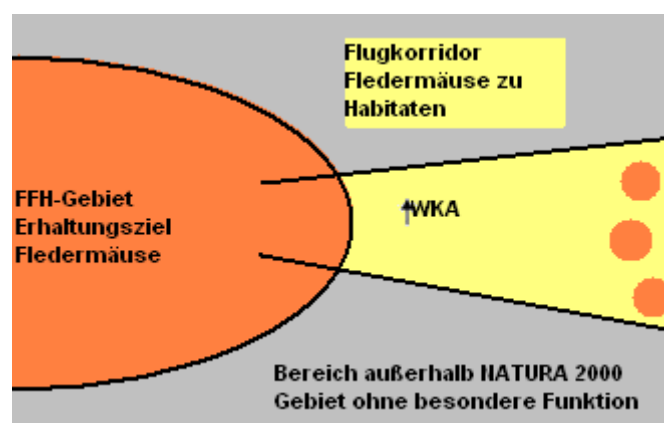 Flugkorridor
Fledermäuse zu
Habitaten
FFH-Gebiet
Erhaltungsziel
Fledermäuse
WKA
Bereich außerhalb NATURA 2000
Gebiet ohne besondere Funktion